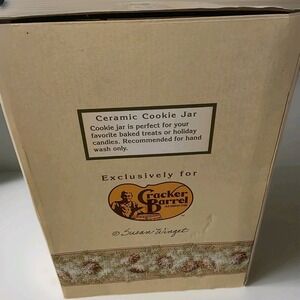 Ceramic Cookie Jar
Cookie jar is perfect for your
favorite baked treats or holiday
candies. Recommended for hand
wash only.
Exclusively for
Cracker
Barrel
© Susan Winget